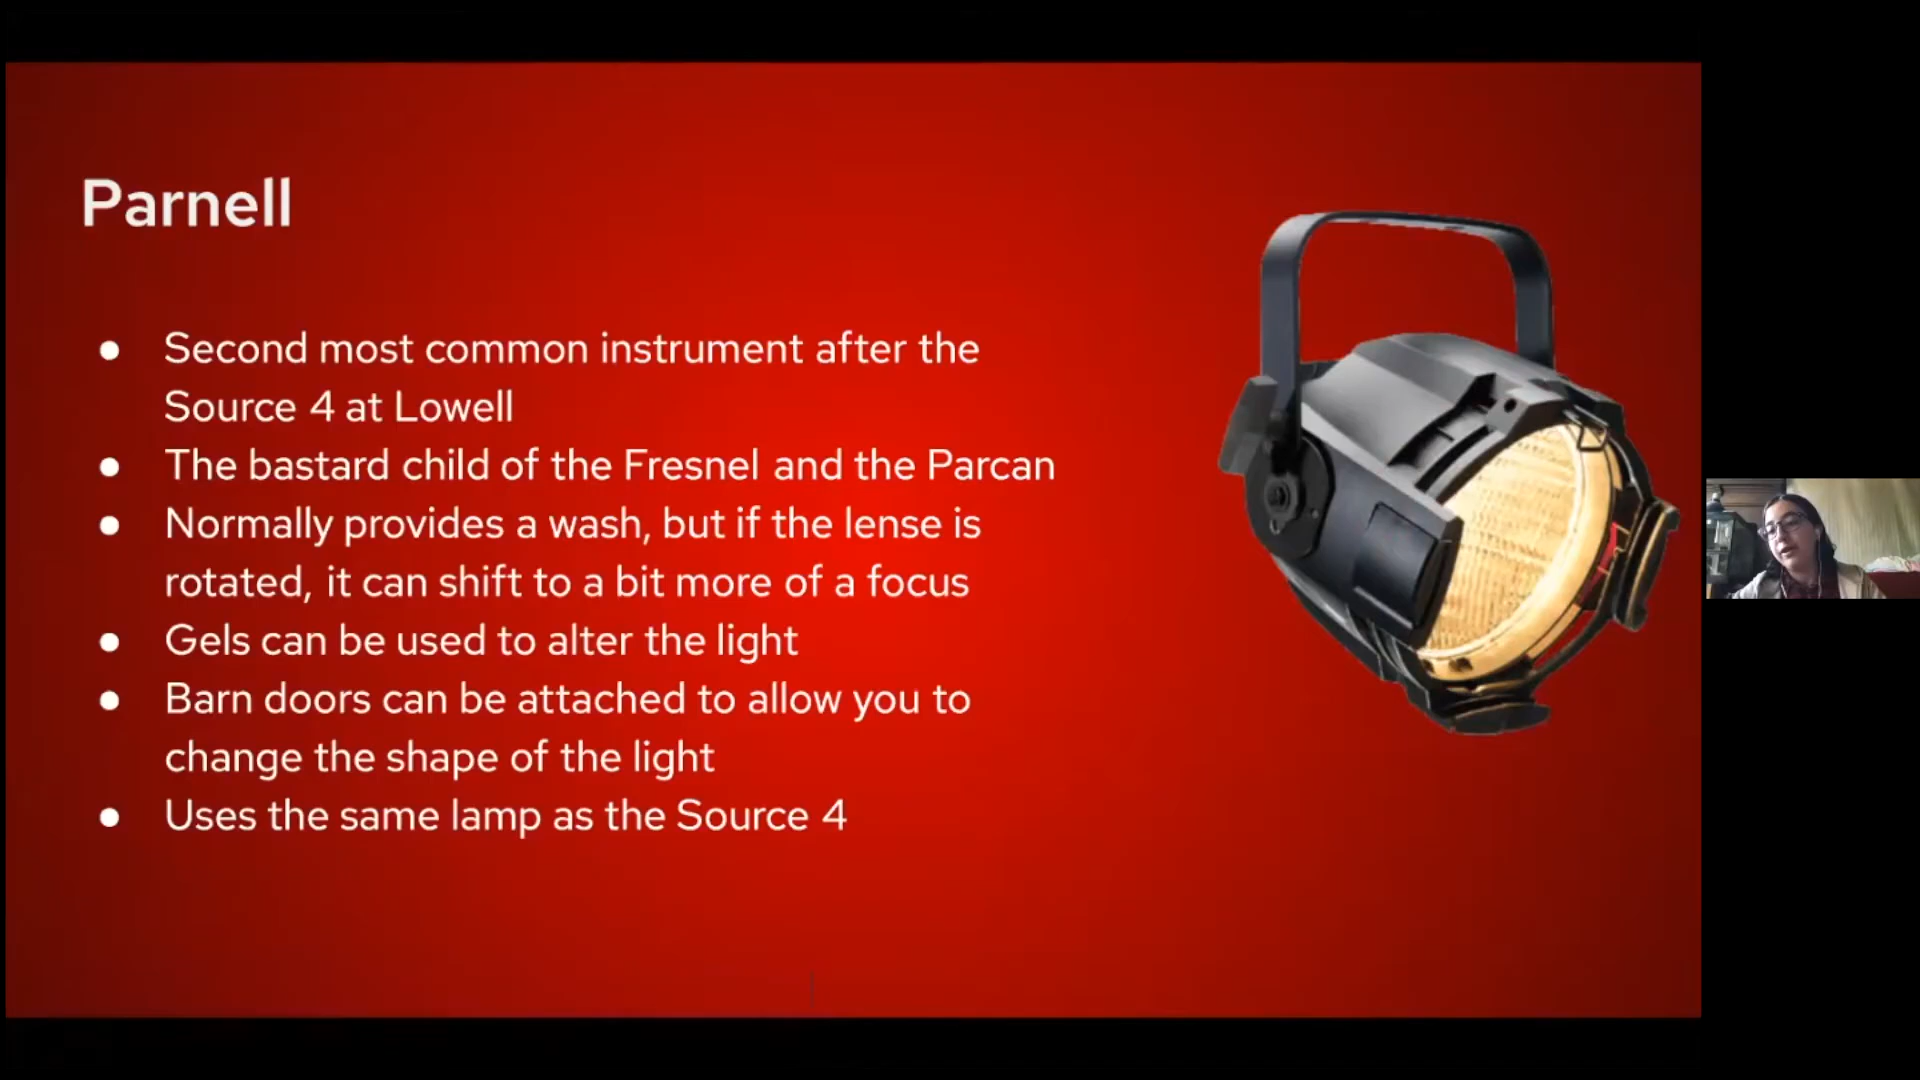 Parnell
● Second most common instrument after the
Source 4 at Lowell
● The bastard child of the Fresnel and the Parcan
● Normally provides a wash, but if the lense is
rotated, it can shift to a bit more of a focus
● Gels can be used to alter the light
● Barn doors can be attached to allow you to
change the shape of the light
● Uses the same lamp as the Source 4